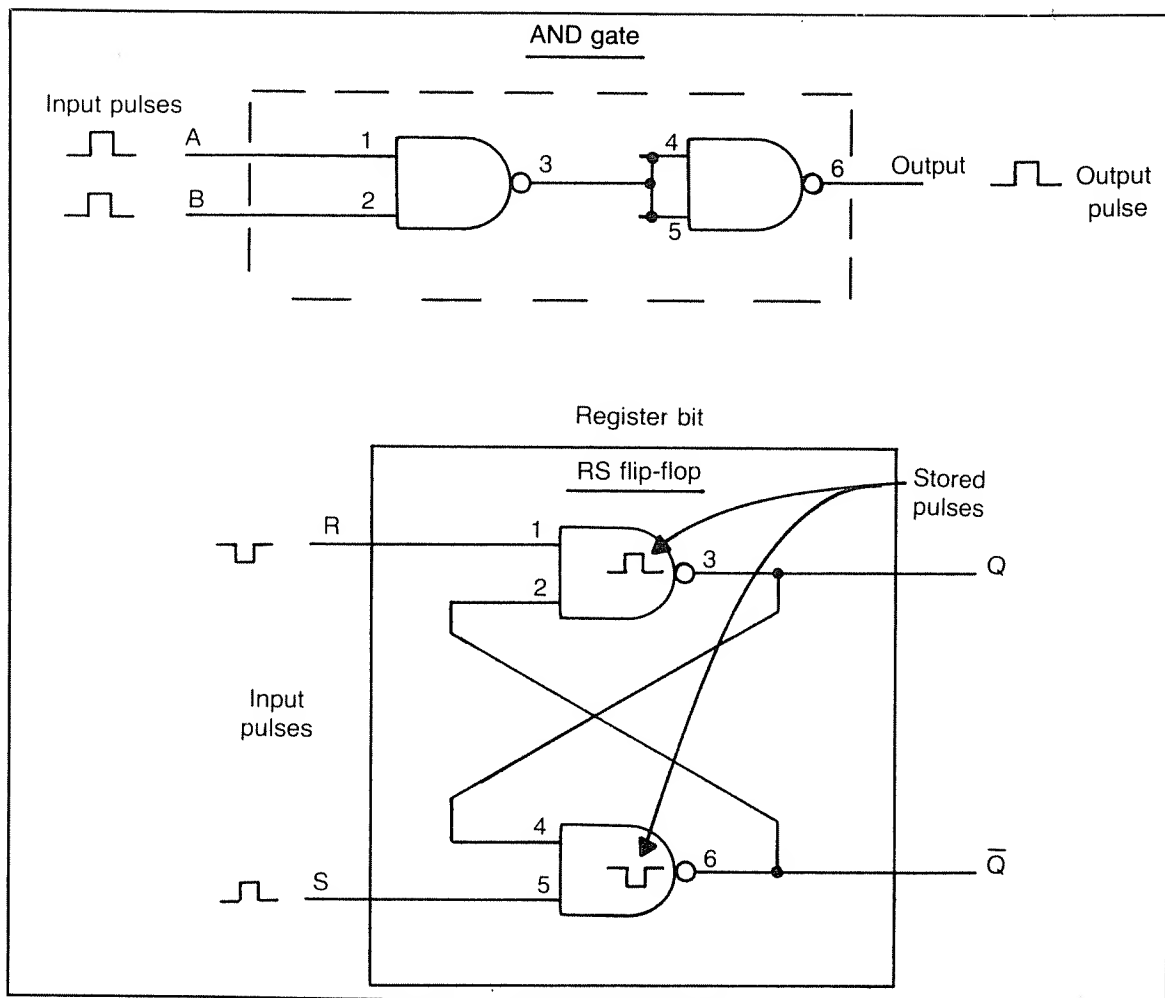 AND gate
Input pulses
A
1
B
2
3
4
5
6
Output
Output
pulse
Register bit
RS flip-flop
Stored
pulses
R
1
2
3
Q
Input
pulses
4
5
6
S
Q̅